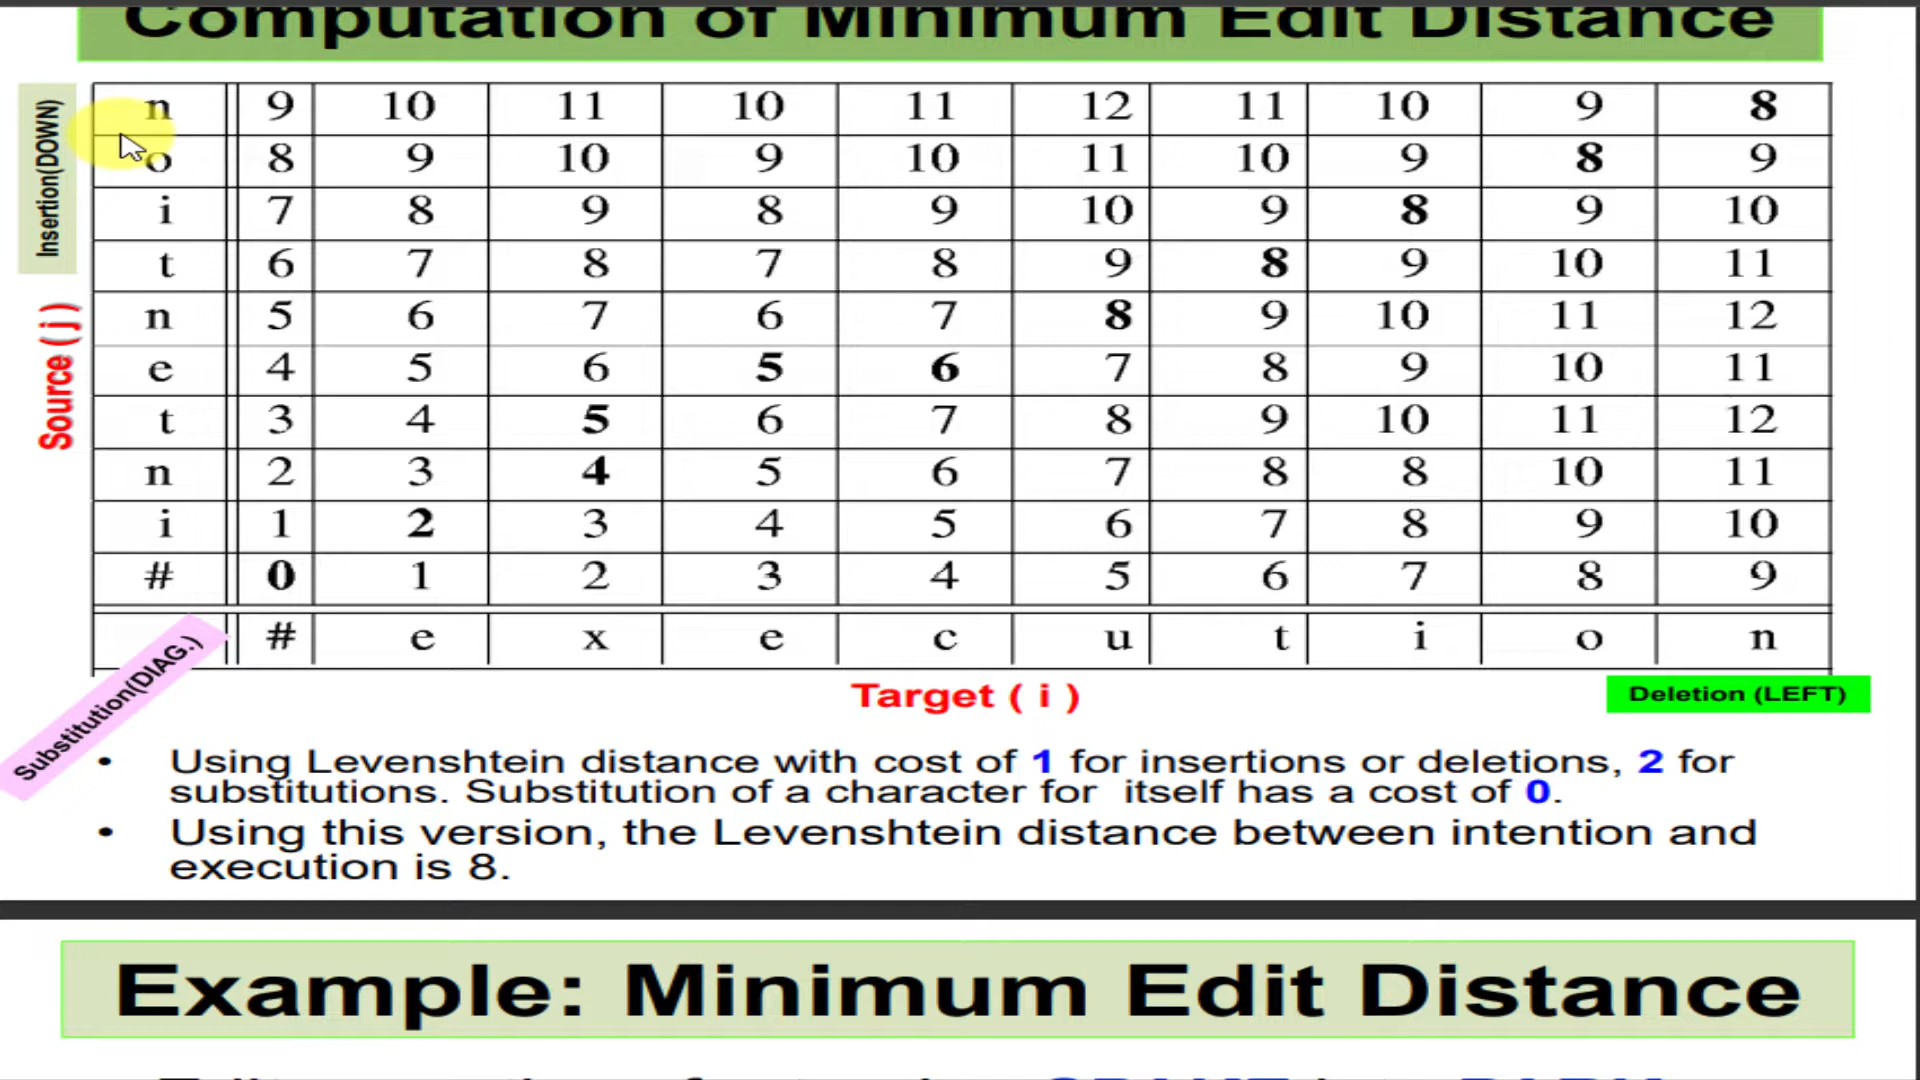 Computation of Minimum Edit Distance
Insertion(DOWN)
Source ( j )
n 9 10 11 10 11 12 11 10 9 8
o 8 9 10 9 10 11 10 9 8 9
i 7 8 9 8 9 10 9 8 9 10
t 6 7 8 7 8 9 8 9 10 11
n 5 6 7 6 7 8 9 10 11 12
e 4 5 6 5 6 7 8 9 10 11
t 3 4 5 6 7 8 9 10 11 12
n 2 3 4 5 6 7 8 8 10 11
i 1 2 3 4 5 6 7 8 9 10
# 0 1 2 3 4 5 6 7 8 9
# e x e c u t i o n
Substitution(DIAG.)
Target ( i )
Deletion (LEFT)
• Using Levenshtein distance with cost of 1 for insertions or deletions, 2 for
substitutions. Substitution of a character for itself has a cost of 0.
• Using this version, the Levenshtein distance between intention and
execution is 8.
Example: Minimum Edit Distance